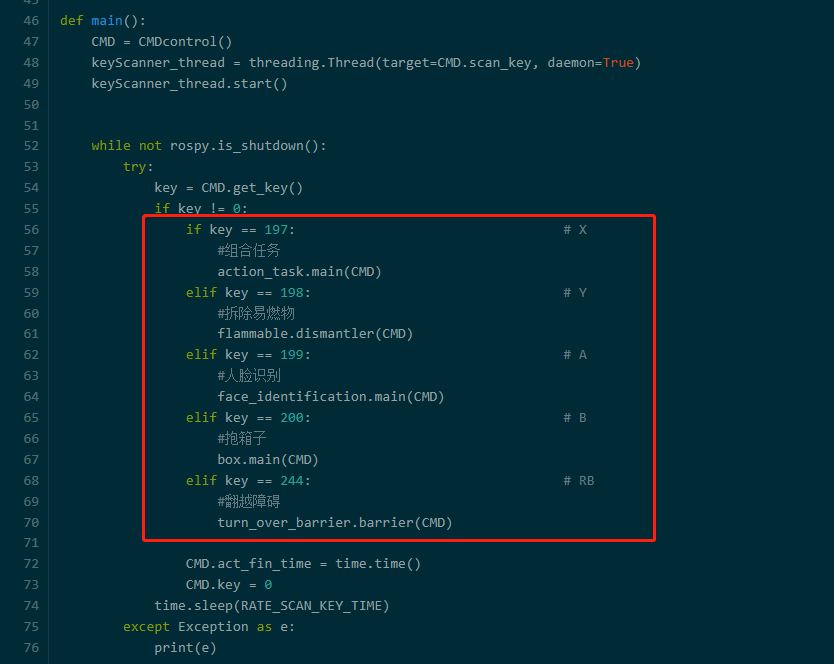 45
46 def main():
47     CMD = CMDcontrol()
48     keyScanner_thread = threading.Thread(target=CMD.scan_key, daemon=True)
49     keyScanner_thread.start()
50
51
52     while not rospy.is_shutdown():
53         try:
54             key = CMD.get_key()
55             if key != 0:
56                 if key == 197:                                  # X
57                     #组合任务
58                     action_task.main(CMD)
59                 elif key == 198:                                # Y
60                     #拆除易燃物
61                     flammable.dismantler(CMD)
62                 elif key == 199:                                # A
63                     #人脸识别
64                     face_identification.main(CMD)
65                 elif key == 200:                                # B
66                     #抱箱子
67                     box.main(CMD)
68                 elif key == 244:                                # RB
69                     #翻越障碍
70                     turn_over_barrier.barrier(CMD)
71
72                 CMD.act_fin_time = time.time()
73                 CMD.key = 0
74             time.sleep(RATE_SCAN_KEY_TIME)
75         except Exception as e:
76             print(e)